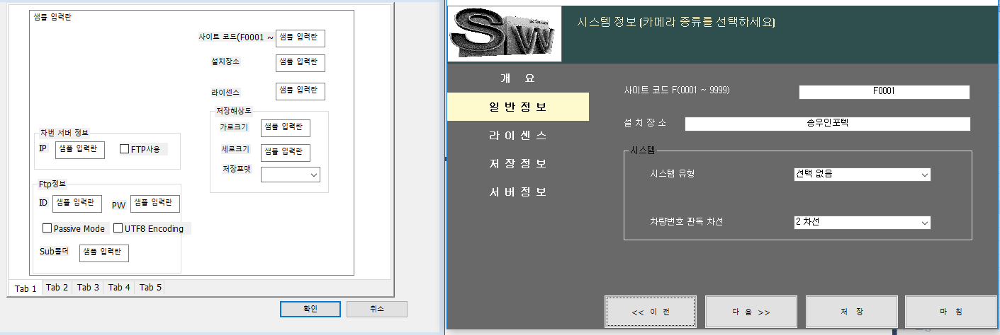 샘플 입력란
사이트 코드(F0001 ~
샘플 입력란
설치장소
샘플 입력란
라이센스
샘플 입력란
저장해상도
가로크기
샘플 입력란
세로크기
샘플 입력란
저장포맷
차번 서버 정보
IP
샘플 입력란
FTP사용
Ftp정보
ID
샘플 입력란
PW
샘플 입력란
Passive Mode
UTF8 Encoding
Sub폴더
샘플 입력란
Tab 1
Tab 2
Tab 3
Tab 4
Tab 5
확인
취소
SW
시스템 정보 (카메라 종류를 선택하세요)
개 요
일 반 정 보
라 이 센 스
저 장 정 보
서 버 정 보
사이트 코드 F(0001 ~ 9999)
F0001
설 치 장 소
송우인포텍
시스템
시스템 유형
선택 없음
차량번호 판독 차선
2 차선
<< 이 전
다 음 >>
저 장
마 침